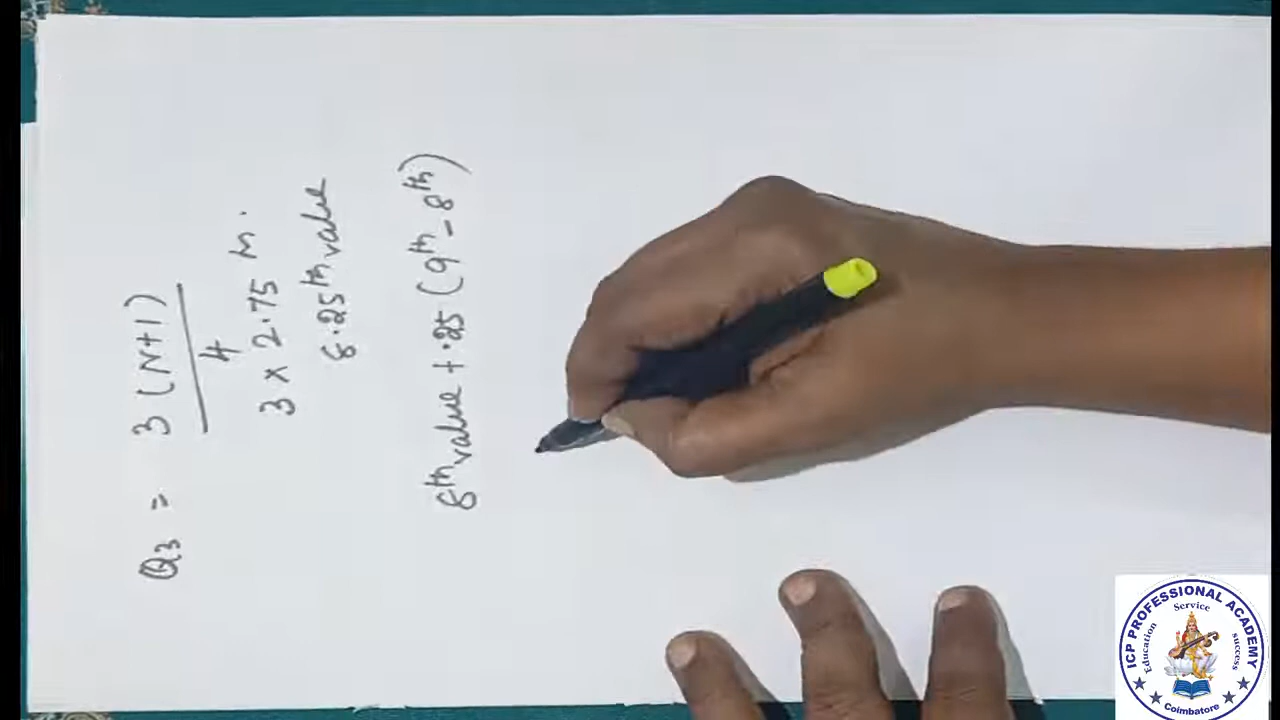 Q3 = 3 (N+1)
4
3 × 2.75 th.
8.25th value
8th value + .25 (9th - 8th)
ICP PROFESSIONAL ACADEMY
Service
Education
success
Coimbatore